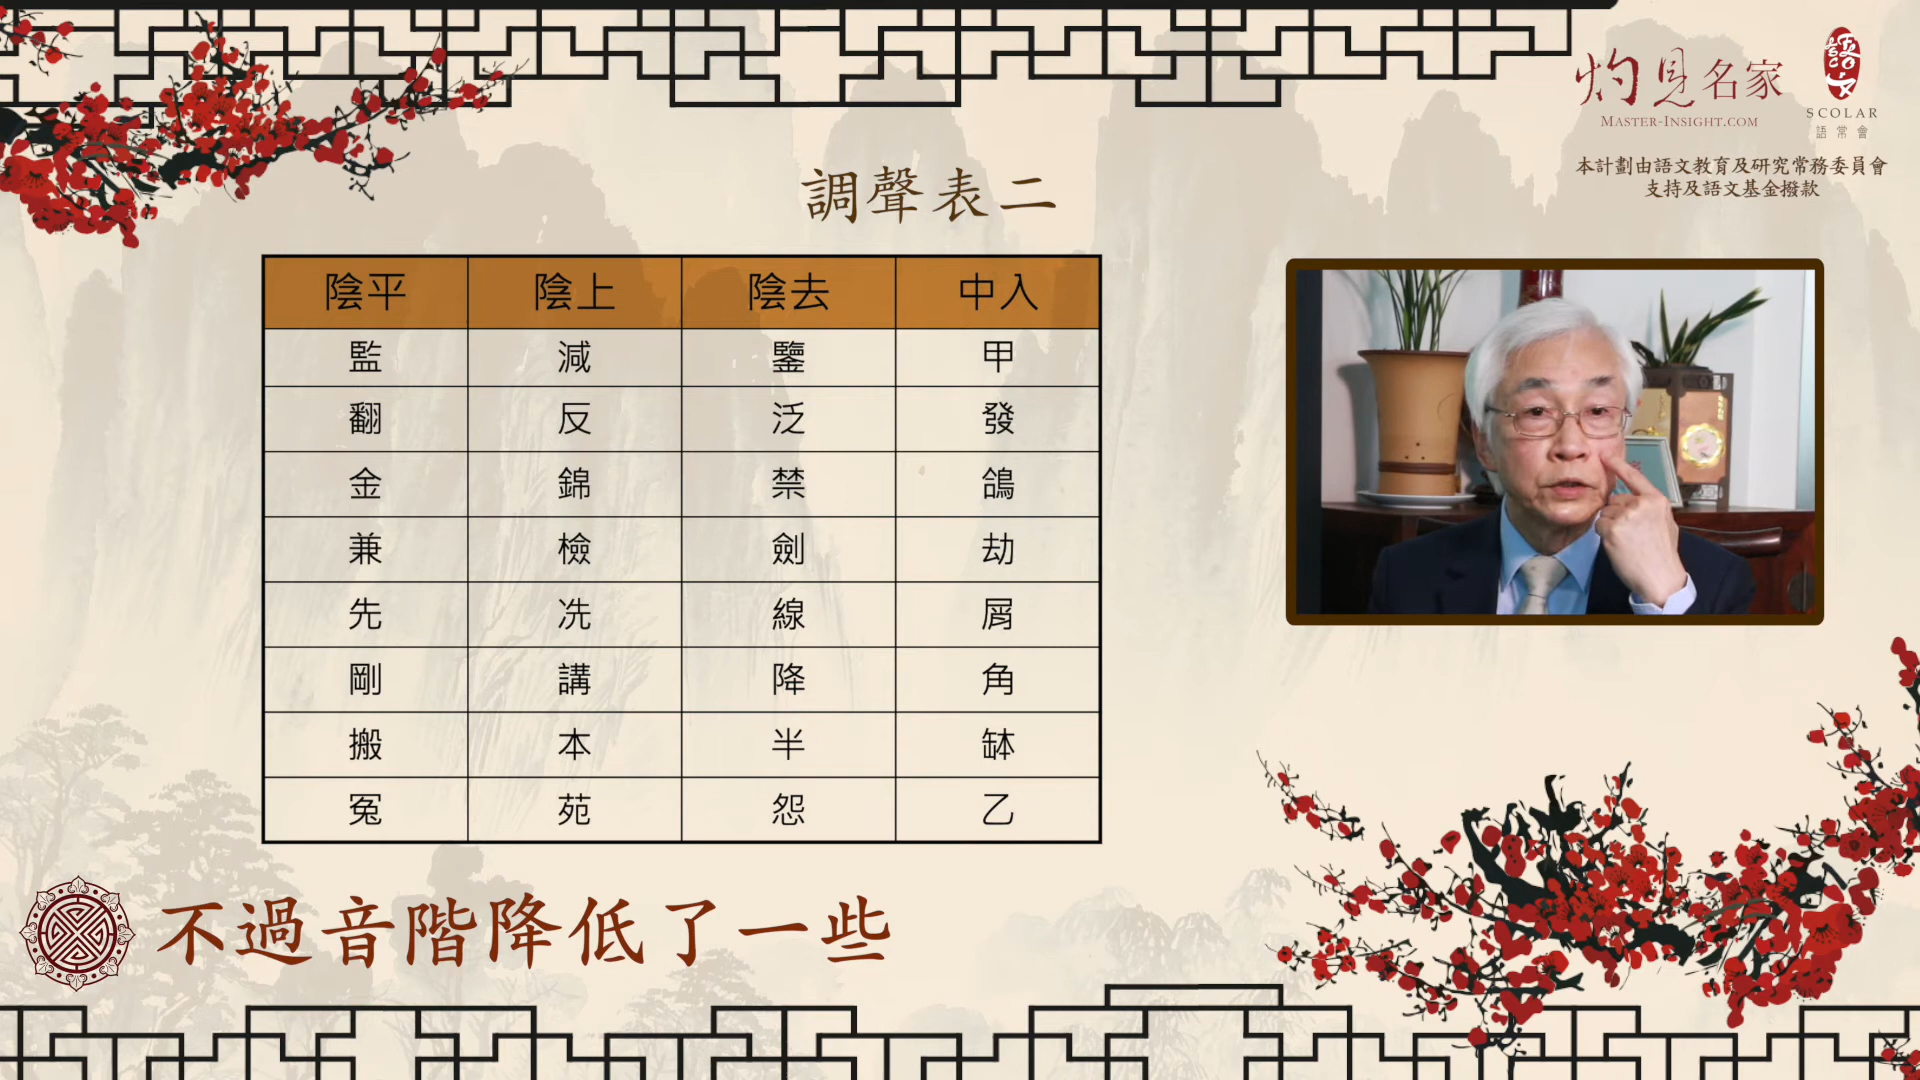 灼見名家
MASTER-INSIGHT.COM
語文
SCOLAR
語常會
本計劃由語文教育及研究常務委員會
支持及語文基金撥款
調聲表二
陰平 陰上 陰去 中入
監 減 鑒 甲
翻 反 泛 發
金 錦 禁 鴿
兼 檢 劍 劫
先 冼 線 屑
剛 講 降 角
搬 本 半 缽
冤 苑 怨 乙
不過音階降低了一些